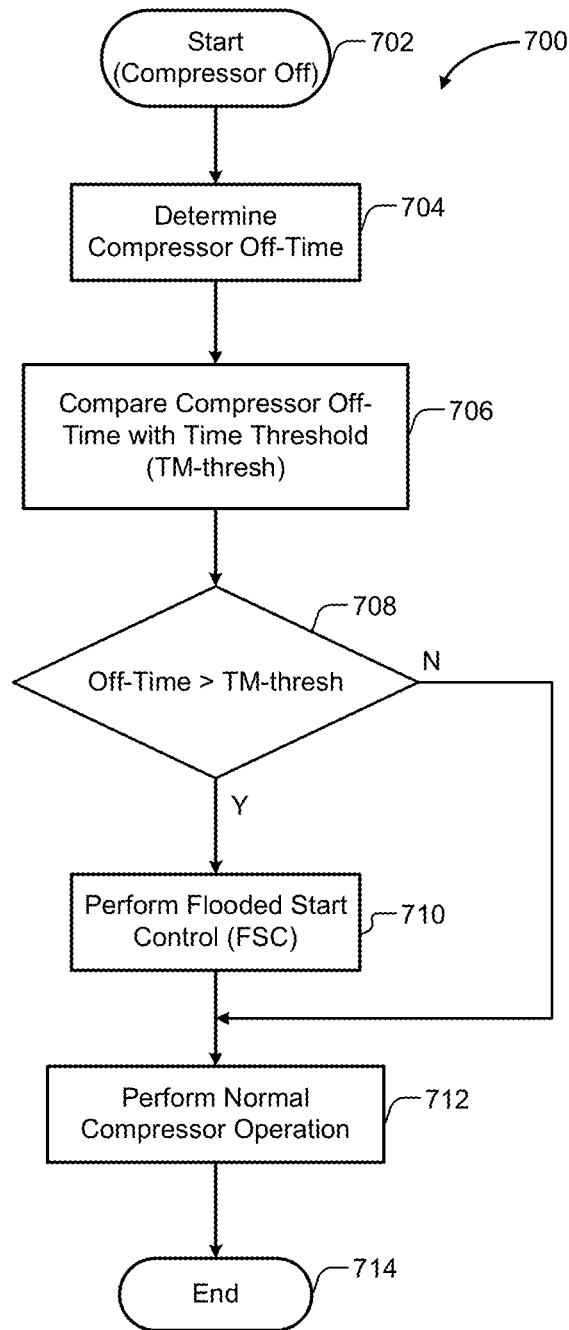 Start
(Compressor Off)
702
700
Determine
Compressor Off-Time
704
Compare Compressor Off-
Time with Time Threshold
(TM-thresh)
706
708
Off-Time > TM-thresh
N
Y
Perform Flooded Start
Control (FSC)
710
Perform Normal
Compressor Operation
712
End
714